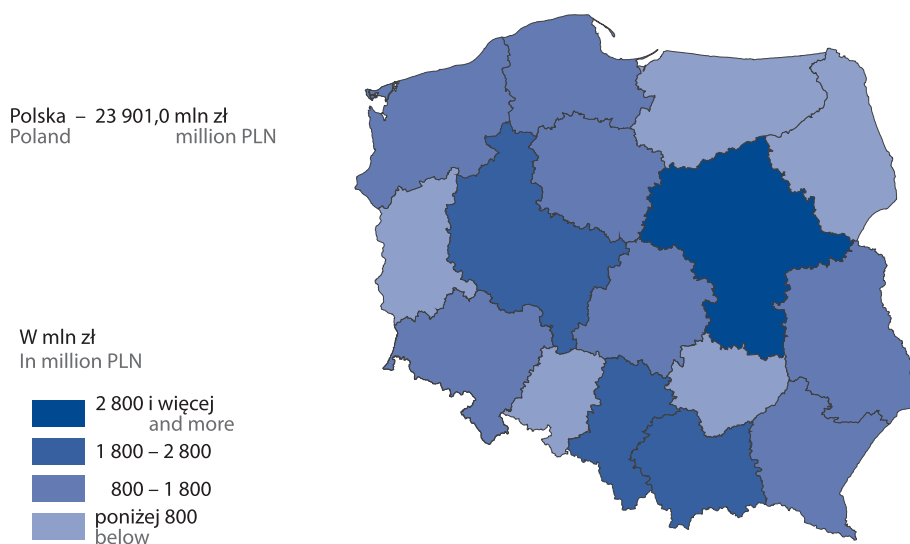 Polska – 23 901,0 mln zł
Poland million PLN
W mln zł
In million PLN
2 800 i więcej
and more
1 800 – 2 800
800 – 1 800
poniżej 800
below